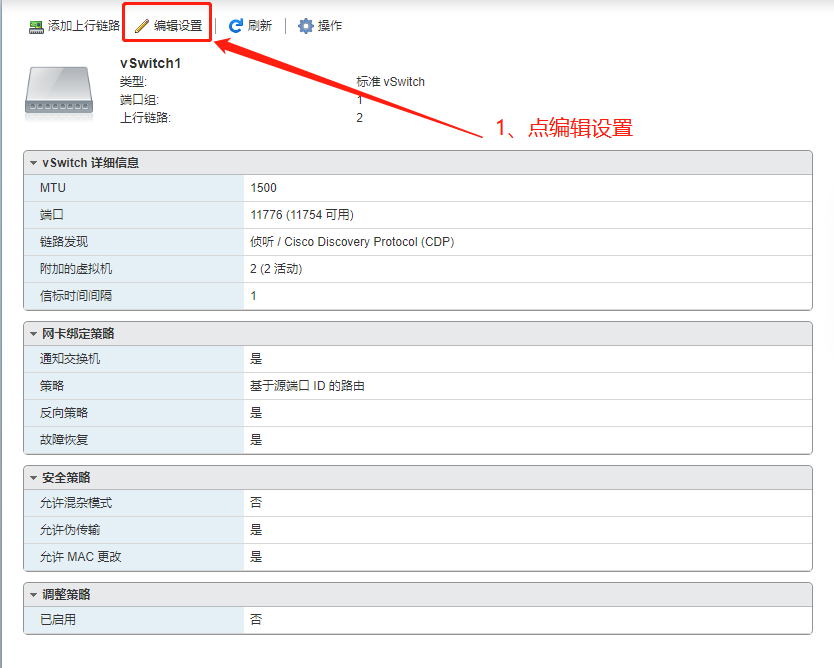 添加上行链路 编辑设置 刷新 操作
vSwitch1
类型: 标准 vSwitch
端口组: 1
上行链路: 2
1、点编辑设置
vSwitch 详细信息
MTU 1500
端口 11776 (11754 可用)
链路发现 侦听 / Cisco Discovery Protocol (CDP)
附加的虚拟机 2 (2 活动)
信标时间间隔 1
网卡绑定策略
通知交换机 是
策略 基于源端口 ID 的路由
反向策略 是
故障恢复 是
安全策略
允许混杂模式 否
允许伪传输 是
允许 MAC 更改 是
调整策略
已启用 否